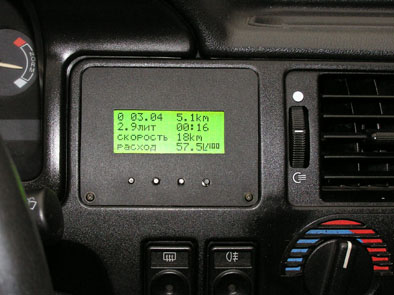 0 03.04 5.1km
2.9лит 00:16
скорость 18km
расход 57.5L/100